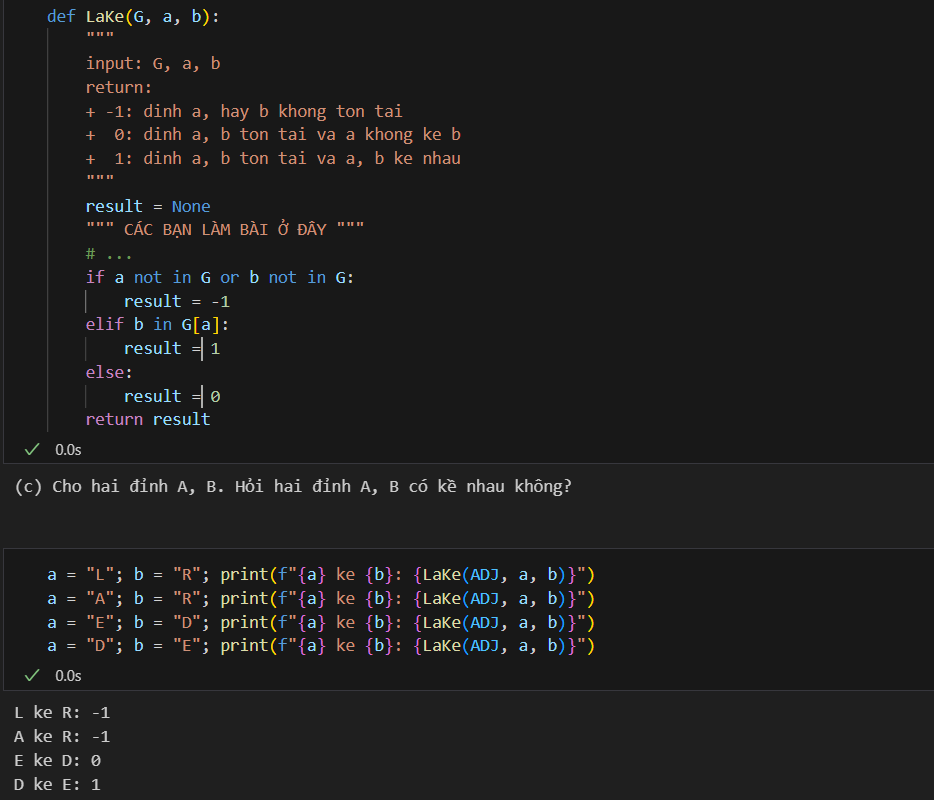 def LaKe(G, a, b):
"""
input: G, a, b
return:
+ -1: dinh a, hay b khong ton tai
+  0: dinh a, b ton tai va a khong ke b
+  1: dinh a, b ton tai va a, b ke nhau
"""
result = None
""" CÁC BẠN LÀM BÀI Ở ĐÂY """
# ...
if a not in G or b not in G:
result = -1
elif b in G[a]:
result = 1
else:
result = 0
return result
0.0s
(c) Cho hai đỉnh A, B. Hỏi hai đỉnh A, B có kề nhau không?
a = "L"; b = "R"; print(f"{a} ke {b}: {LaKe(ADJ, a, b)}")
a = "A"; b = "R"; print(f"{a} ke {b}: {LaKe(ADJ, a, b)}")
a = "E"; b = "D"; print(f"{a} ke {b}: {LaKe(ADJ, a, b)}")
a = "D"; b = "E"; print(f"{a} ke {b}: {LaKe(ADJ, a, b)}")
0.0s
L ke R: -1
A ke R: -1
E ke D: 0
D ke E: 1